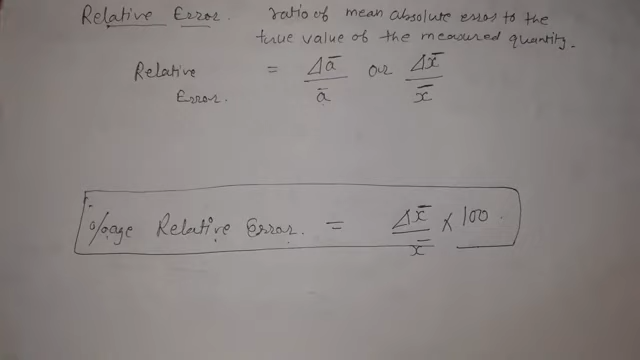 Relative Error. ratio of mean absolute error to the
true value of the measured quantity.
Relative Error. = Δā / ā or Δx̄ / x̄
%age Relative Error. = Δx̄ / x̄ × 100.